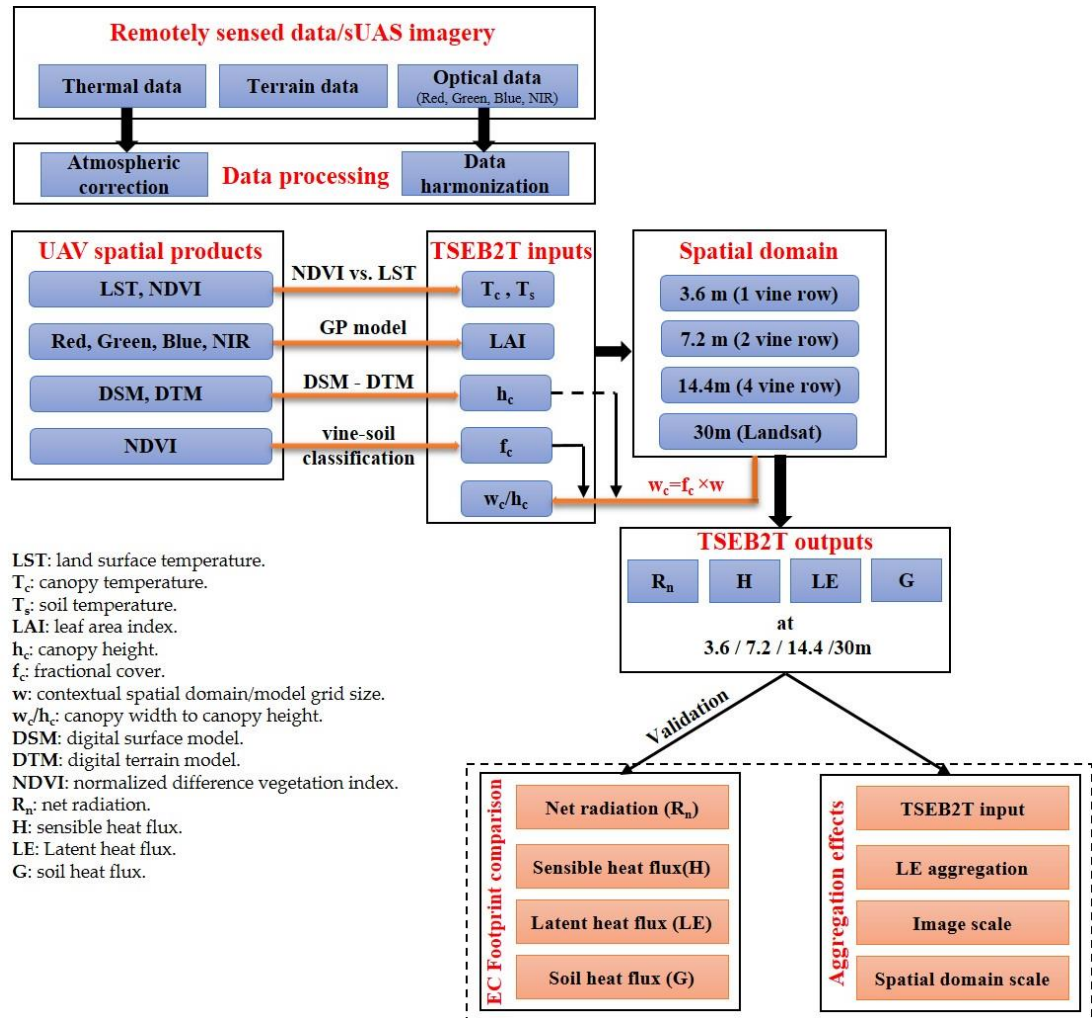 Remotely sensed data/sUAS imagery
Thermal data
Terrain data
Optical data
(Red, Green, Blue, NIR)
Atmospheric
correction
Data processing
Data
harmonization
UAV spatial products
LST, NDVI
Red, Green, Blue, NIR
DSM, DTM
NDVI
NDVI vs. LST
GP model
DSM - DTM
vine-soil
classification
TSEB2T inputs
Tc , Ts
LAI
hc
fc
wc/hc
Spatial domain
3.6 m (1 vine row)
7.2 m (2 vine row)
14.4m (4 vine row)
30m (Landsat)
wc=fc ×w
TSEB2T outputs
Rn
H
LE
G
at
3.6 / 7.2 / 14.4 /30m
LST: land surface temperature.
Tc: canopy temperature.
Ts: soil temperature.
LAI: leaf area index.
hc: canopy height.
fc: fractional cover.
w: contextual spatial domain/model grid size.
wc/hc: canopy width to canopy height.
DSM: digital surface model.
DTM: digital terrain model.
NDVI: normalized difference vegetation index.
Rn: net radiation.
H: sensible heat flux.
LE: Latent heat flux.
G: soil heat flux.
Validation
EC Footprint comparison
Net radiation (Rn)
Sensible heat flux(H)
Latent heat flux (LE)
Soil heat flux (G)
Aggregation effects
TSEB2T input
LE aggregation
Image scale
Spatial domain scale